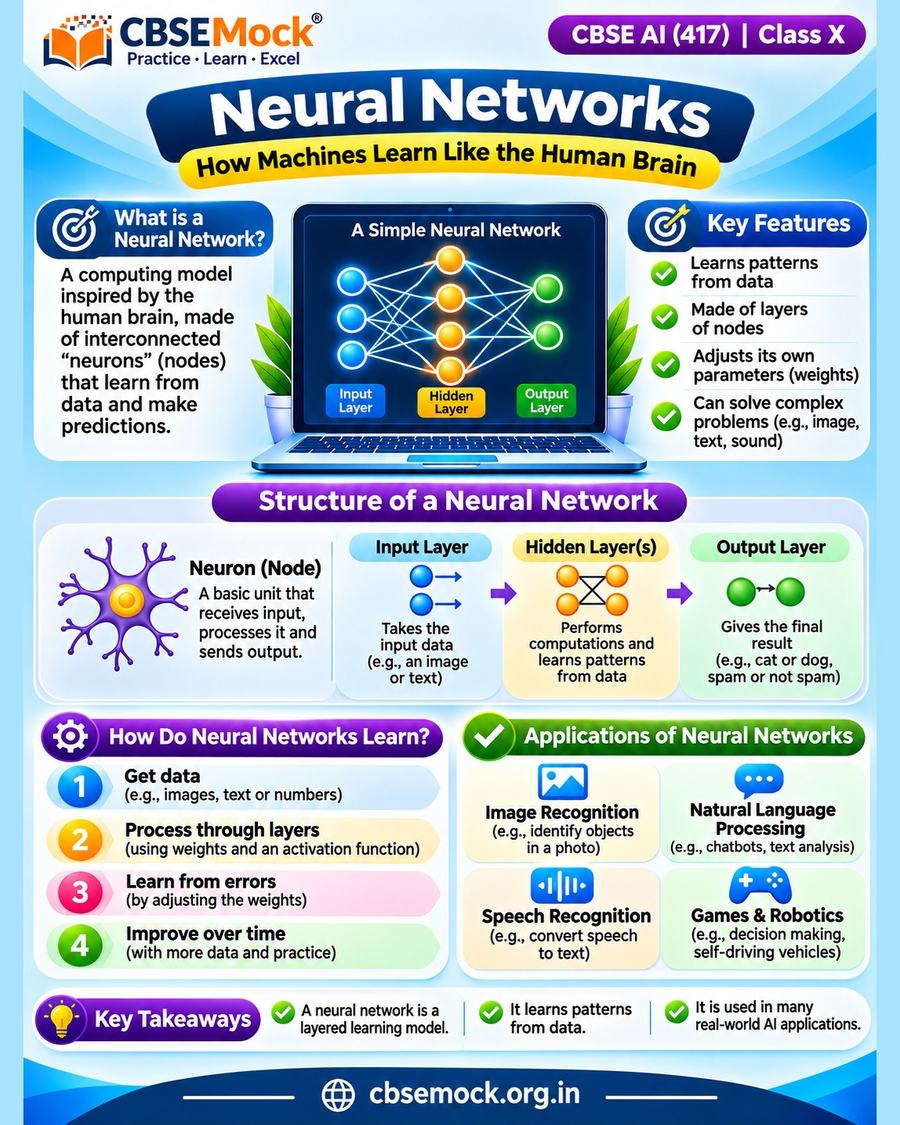 CBSEMock®
Practice · Learn · Excel
CBSE AI (417) | Class X
Neural Networks
How Machines Learn Like the Human Brain
What is a
Neural Network?
A computing model
inspired by the
human brain, made
of interconnected
“neurons” (nodes)
that learn from
data and make
predictions.
A Simple Neural Network
Input
Layer
Hidden
Layer
Output
Layer
Key Features
Learns patterns
from data
Made of layers
of nodes
Adjusts its own
parameters (weights)
Can solve complex
problems (e.g., image,
text, sound)
Structure of a Neural Network
Neuron (Node)
A basic unit that
receives input,
processes it and
sends output.
Input Layer
Takes the
input data
(e.g., an image
or text)
Hidden Layer(s)
Performs
computations and
learns patterns
from data
Output Layer
Gives the final
result
(e.g., cat or dog,
spam or not spam)
How Do Neural Networks Learn?
1
Get data
(e.g., images, text or numbers)
2
Process through layers
(using weights and an activation function)
3
Learn from errors
(by adjusting the weights)
4
Improve over time
(with more data and practice)
Applications of Neural Networks
Image Recognition
(e.g., identify objects
in a photo)
Natural Language
Processing
(e.g., chatbots, text analysis)
Speech Recognition
(e.g., convert speech
to text)
Games & Robotics
(e.g., decision making,
self-driving vehicles)
Key Takeaways
A neural network is a
layered learning model.
It learns patterns
from data.
It is used in many
real-world AI applications.
cbsemock.org.in